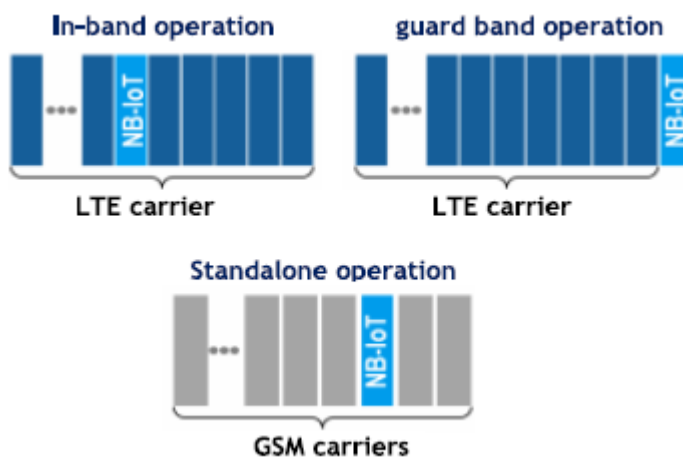 In-band operation
guard band operation
NB-IoT
NB-IoT
LTE carrier
LTE carrier
Standalone operation
NB-IoT
GSM carriers